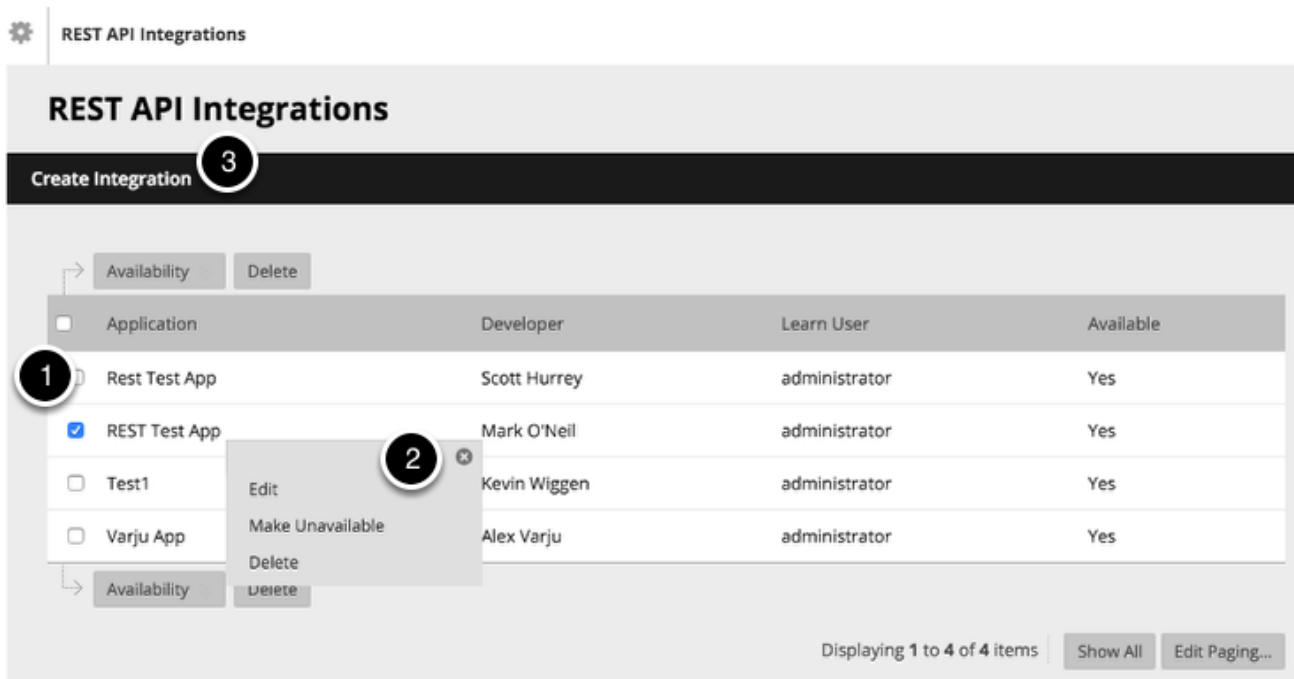 REST API Integrations
REST API Integrations
3
Create Integration
Availability Delete
Application Developer Learn User Available
1
Rest Test App Scott Hurrey administrator Yes
REST Test App Mark O'Neil administrator Yes
2
Test1 Kevin Wiggen administrator Yes
Edit
Make Unavailable
Varju App Alex Varju administrator Yes
Delete
Availability Delete
Displaying 1 to 4 of 4 items Show All Edit Paging...